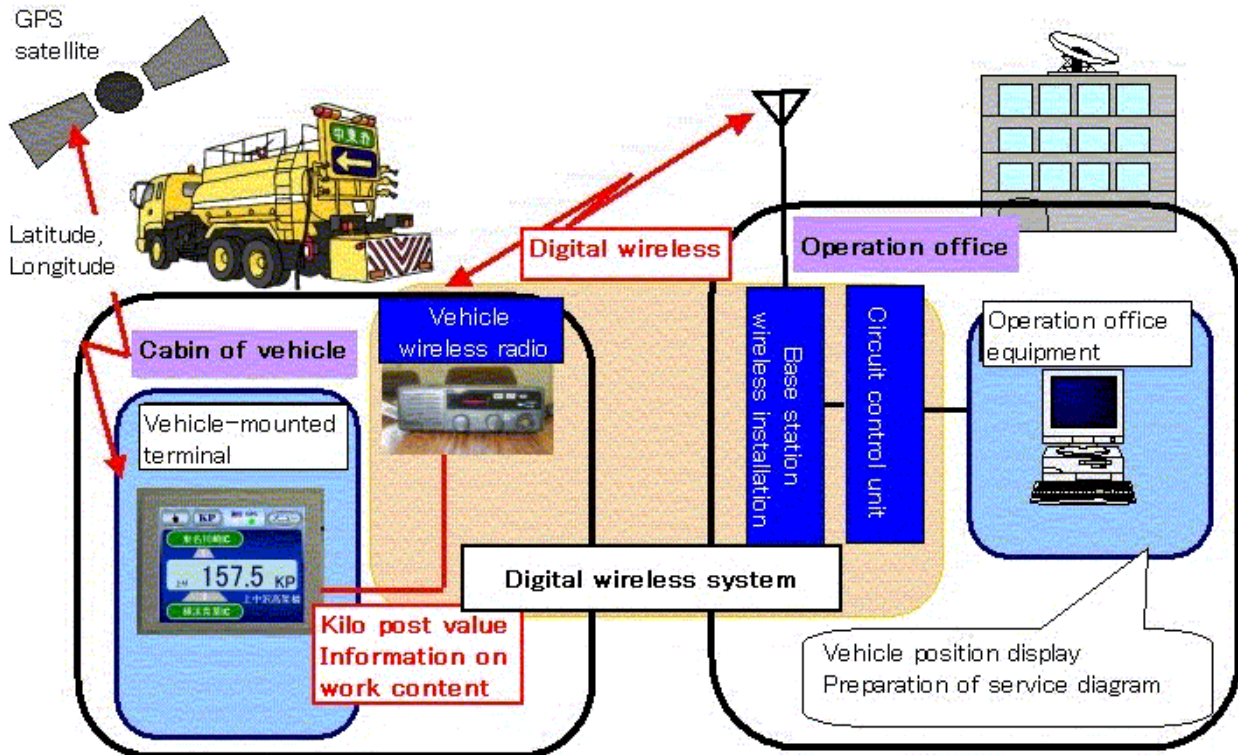 GPS
satellite
Latitude,
Longitude
Digital wireless
Operation office
Cabin of vehicle
Vehicle
wireless radio
Vehicle-mounted
terminal
KP
GPS
157.5 KP
Kilo post value
Information on
work content
Digital wireless system
Base station
wireless installation
Circuit control unit
Operation office
equipment
Vehicle position display
Preparation of service diagram